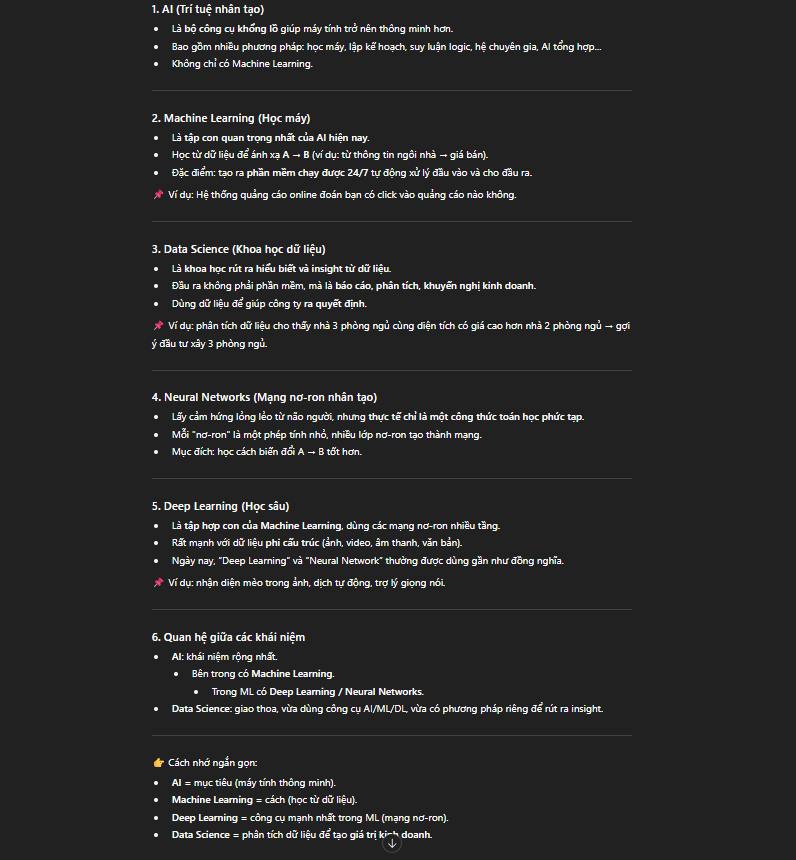 1. AI (Trí tuệ nhân tạo)
• Là bộ công cụ khổng lồ giúp máy tính trở nên thông minh hơn.
• Bao gồm nhiều phương pháp: học máy, lập kế hoạch, suy luận logic, hệ chuyên gia, AI tổng hợp...
• Không chỉ có Machine Learning.
2. Machine Learning (Học máy)
• Là tập con quan trọng nhất của AI hiện nay.
• Học từ dữ liệu để ánh xạ A → B (ví dụ: từ thông tin ngôi nhà → giá bán).
• Đặc điểm: tạo ra phần mềm chạy được 24/7 tự động xử lý đầu vào và cho đầu ra.
📌 Ví dụ: Hệ thống quảng cáo online đoán bạn có click vào quảng cáo nào không.
3. Data Science (Khoa học dữ liệu)
• Là khoa học rút ra hiểu biết và insight từ dữ liệu.
• Đầu ra không phải phần mềm, mà là báo cáo, phân tích, khuyến nghị kinh doanh.
• Dùng dữ liệu để giúp công ty ra quyết định.
📌 Ví dụ: phân tích dữ liệu cho thấy nhà 3 phòng ngủ cùng diện tích có giá cao hơn nhà 2 phòng ngủ → gợi
ý đầu tư xây 3 phòng ngủ.
4. Neural Networks (Mạng nơ-ron nhân tạo)
• Lấy cảm hứng lỏng lẻo từ não người, nhưng thực tế chỉ là một công thức toán học phức tạp.
• Mỗi "nơ-ron" là một phép tính nhỏ, nhiều lớp nơ-ron tạo thành mạng.
• Mục đích: học cách biến đổi A → B tốt hơn.
5. Deep Learning (Học sâu)
• Là tập hợp con của Machine Learning, dùng các mạng nơ-ron nhiều tầng.
• Rất mạnh với dữ liệu phi cấu trúc (ảnh, video, âm thanh, văn bản).
• Ngày nay, "Deep Learning" và "Neural Network" thường được dùng gần như đồng nghĩa.
📌 Ví dụ: nhận diện mèo trong ảnh, dịch tự động, trợ lý giọng nói.
6. Quan hệ giữa các khái niệm
• AI: khái niệm rộng nhất.
• Bên trong có Machine Learning.
• Trong ML có Deep Learning / Neural Networks.
• Data Science: giao thoa, vừa dùng công cụ AI/ML/DL, vừa có phương pháp riêng để rút ra insight.
👉 Cách nhớ ngắn gọn:
• AI = mục tiêu (máy tính thông minh).
• Machine Learning = cách (học từ dữ liệu).
• Deep Learning = công cụ mạnh nhất trong ML (mạng nơ-ron).
• Data Science = phân tích dữ liệu để tạo giá trị kinh doanh.